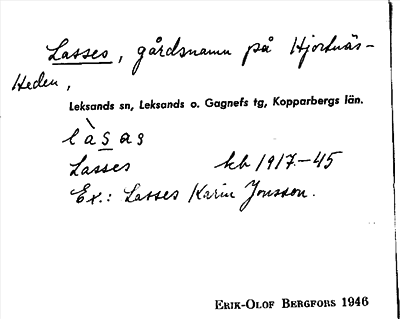 Lasses, gårdsnamn på Hjortnäs-
Heden,
Leksands sn, Leksands o. Gagnefs tg, Kopparbergs län.
làsas
Lasses kb 1917-45
Ex.: Lasses Karin Jonsson.
ERIK-OLOF BERGFORS 1946